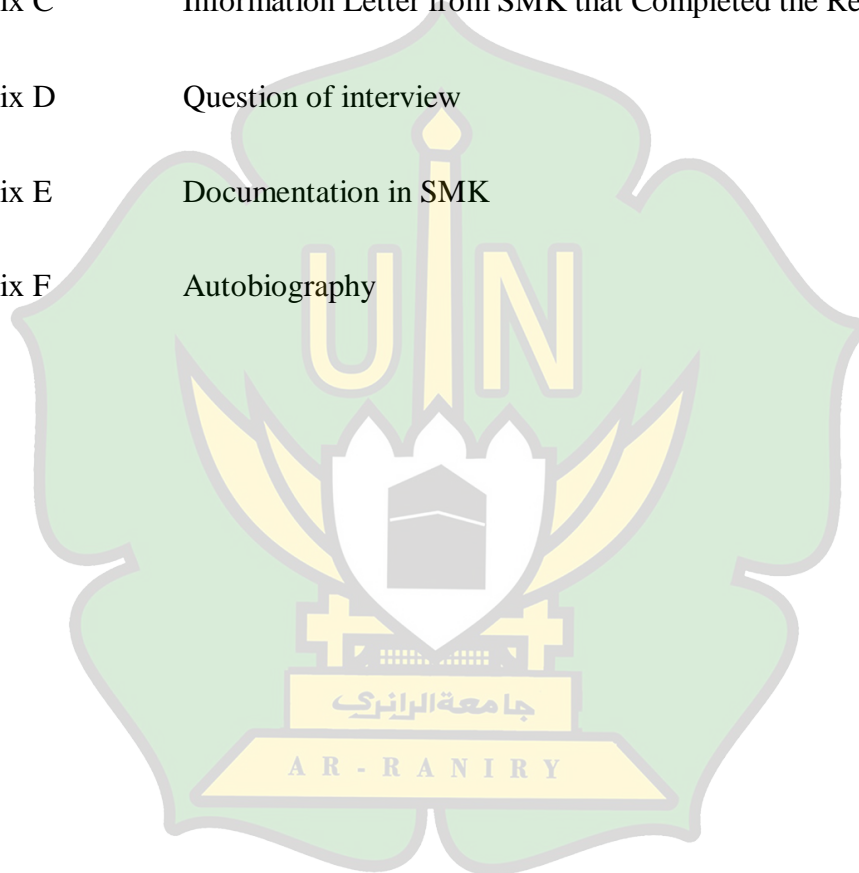 ix C Information Letter from SMK that Completed the Re
ix D Question of interview
ix E Documentation in SMK
ix F Autobiography
UIN
جامعةالرانري
AR-RANIRY